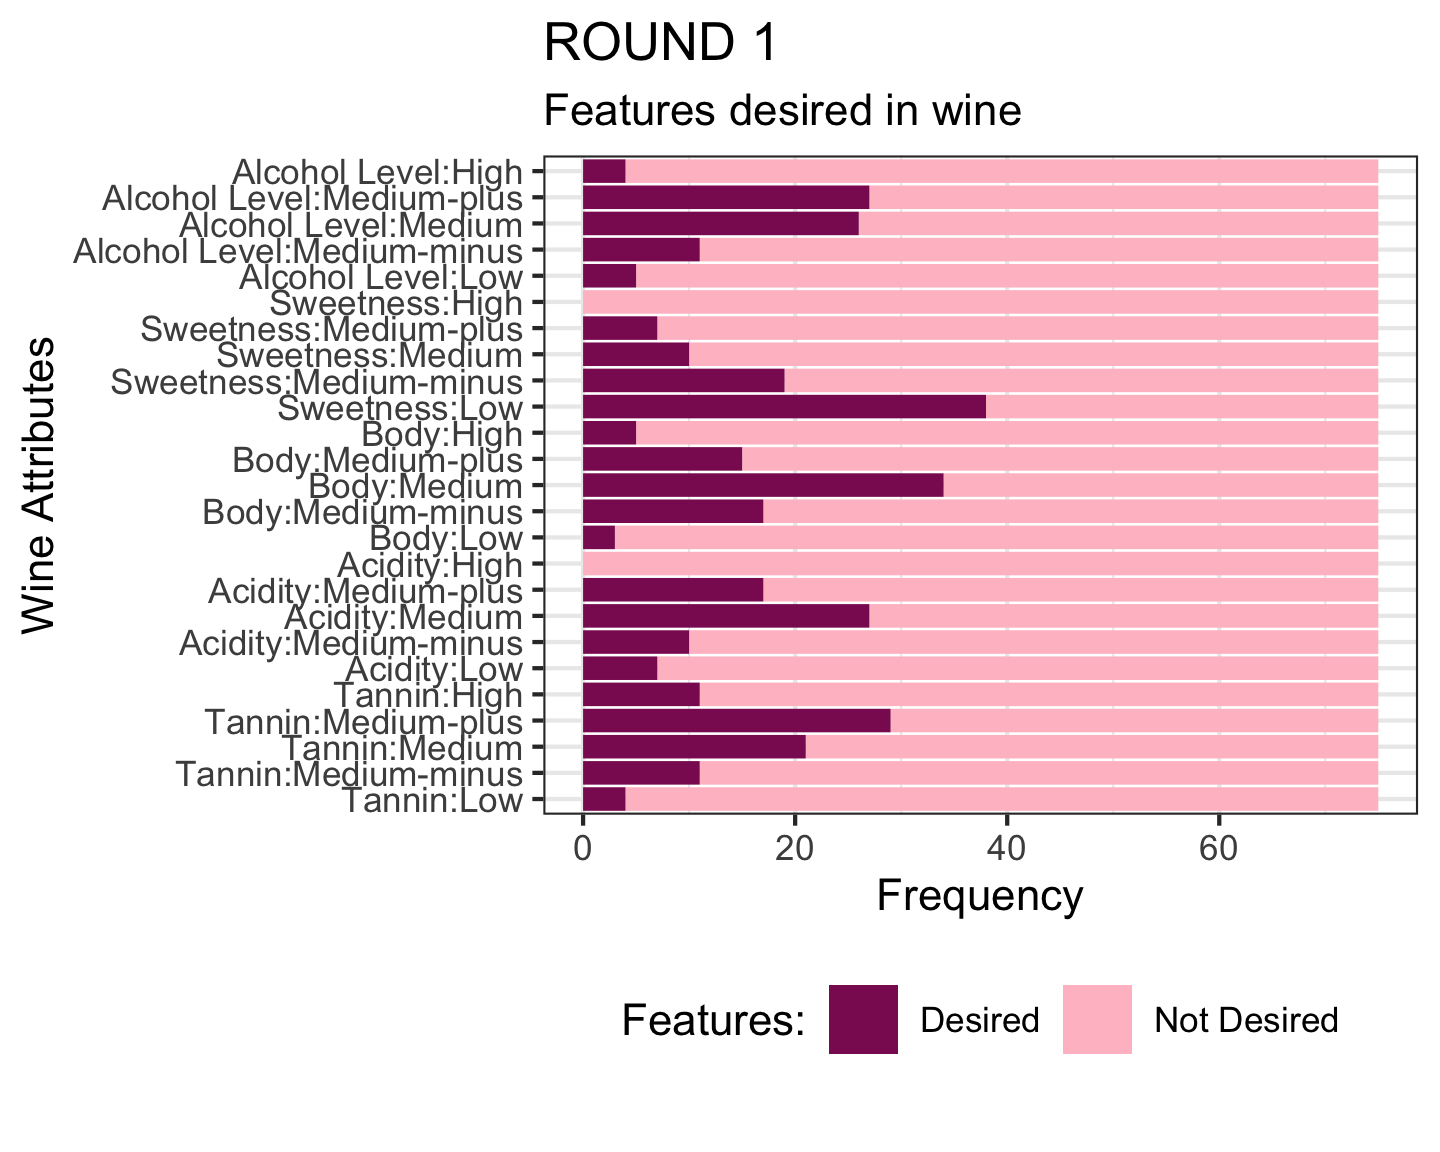 ROUND 1
Features desired in wine
Wine Attributes
Alcohol Level:High
Alcohol Level:Medium-plus
Alcohol Level:Medium
Alcohol Level:Medium-minus
Alcohol Level:Low
Sweetness:High
Sweetness:Medium-plus
Sweetness:Medium
Sweetness:Medium-minus
Sweetness:Low
Body:High
Body:Medium-plus
Body:Medium
Body:Medium-minus
Body:Low
Acidity:High
Acidity:Medium-plus
Acidity:Medium
Acidity:Medium-minus
Acidity:Low
Tannin:High
Tannin:Medium-plus
Tannin:Medium
Tannin:Medium-minus
Tannin:Low
0 20 40 60
Frequency
Features: Desired Not Desired